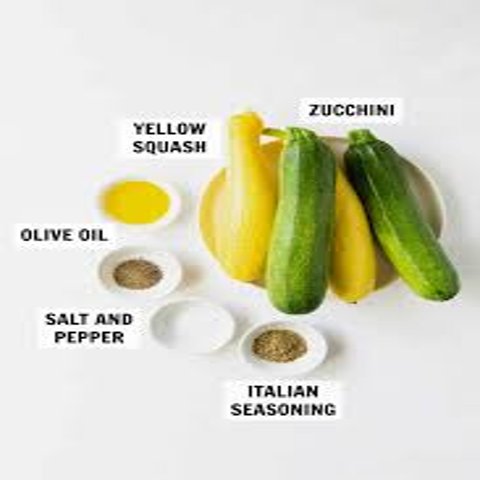 ZUCCHINI
YELLOW
SQUASH
OLIVE OIL
SALT AND
PEPPER
ITALIAN
SEASONING